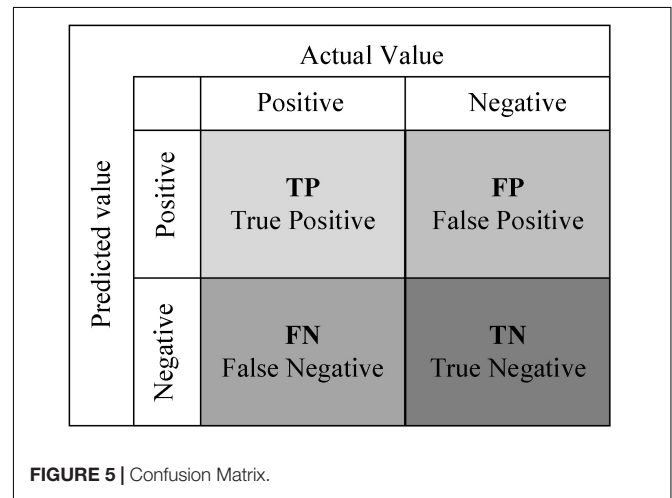 Actual Value
Positive Negative
Predicted value
Positive
TP
True Positive
FP
False Positive
Negative
FN
False Negative
TN
True Negative
FIGURE 5 | Confusion Matrix.